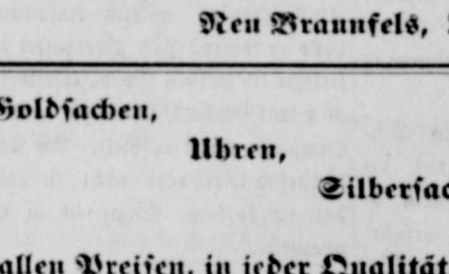 Neu Braunfels,
Goldsachen,
Uhren,
Silbersac
allen Preisen, in jeder Qualität